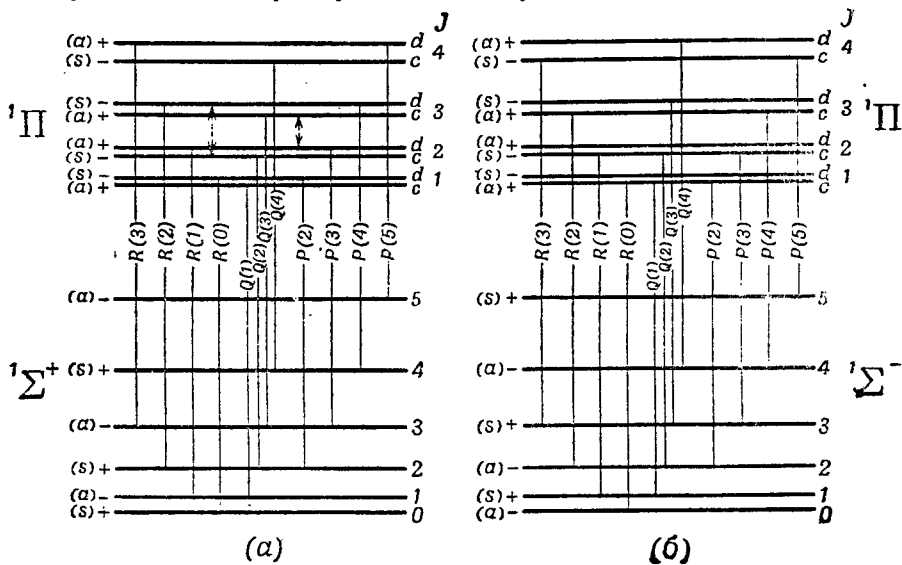 J
(a)+ d
4
(s)- c
¹Π
(s)- d
3
(a)+ c
(a)+ d
2
(s)- c
(s)- d
1
(a)+ c
R(3) R(2) R(1) R(0) Q(1) Q(2) Q(3) Q(4) P(2) P(3) P(4) P(5)
(a)- 5
¹Σ⁺
(s)+ 4
(a)- 3
(s)+ 2
(a)- 1
(s)+ 0
(а)
J
(a)+ d
4
(s)- c
¹Π
(s)- d
3
(a)+ c
(a)+ d
2
(s)- c
(s)- d
1
(a)+ c
R(3) R(2) R(1) R(0) Q(1) Q(2) Q(3) Q(4) P(2) P(3) P(4) P(5)
(s)+ 5
¹Σ⁻
(a)- 4
(s)+ 3
(a)- 2
(s)+ 1
(a)- 0
(б)